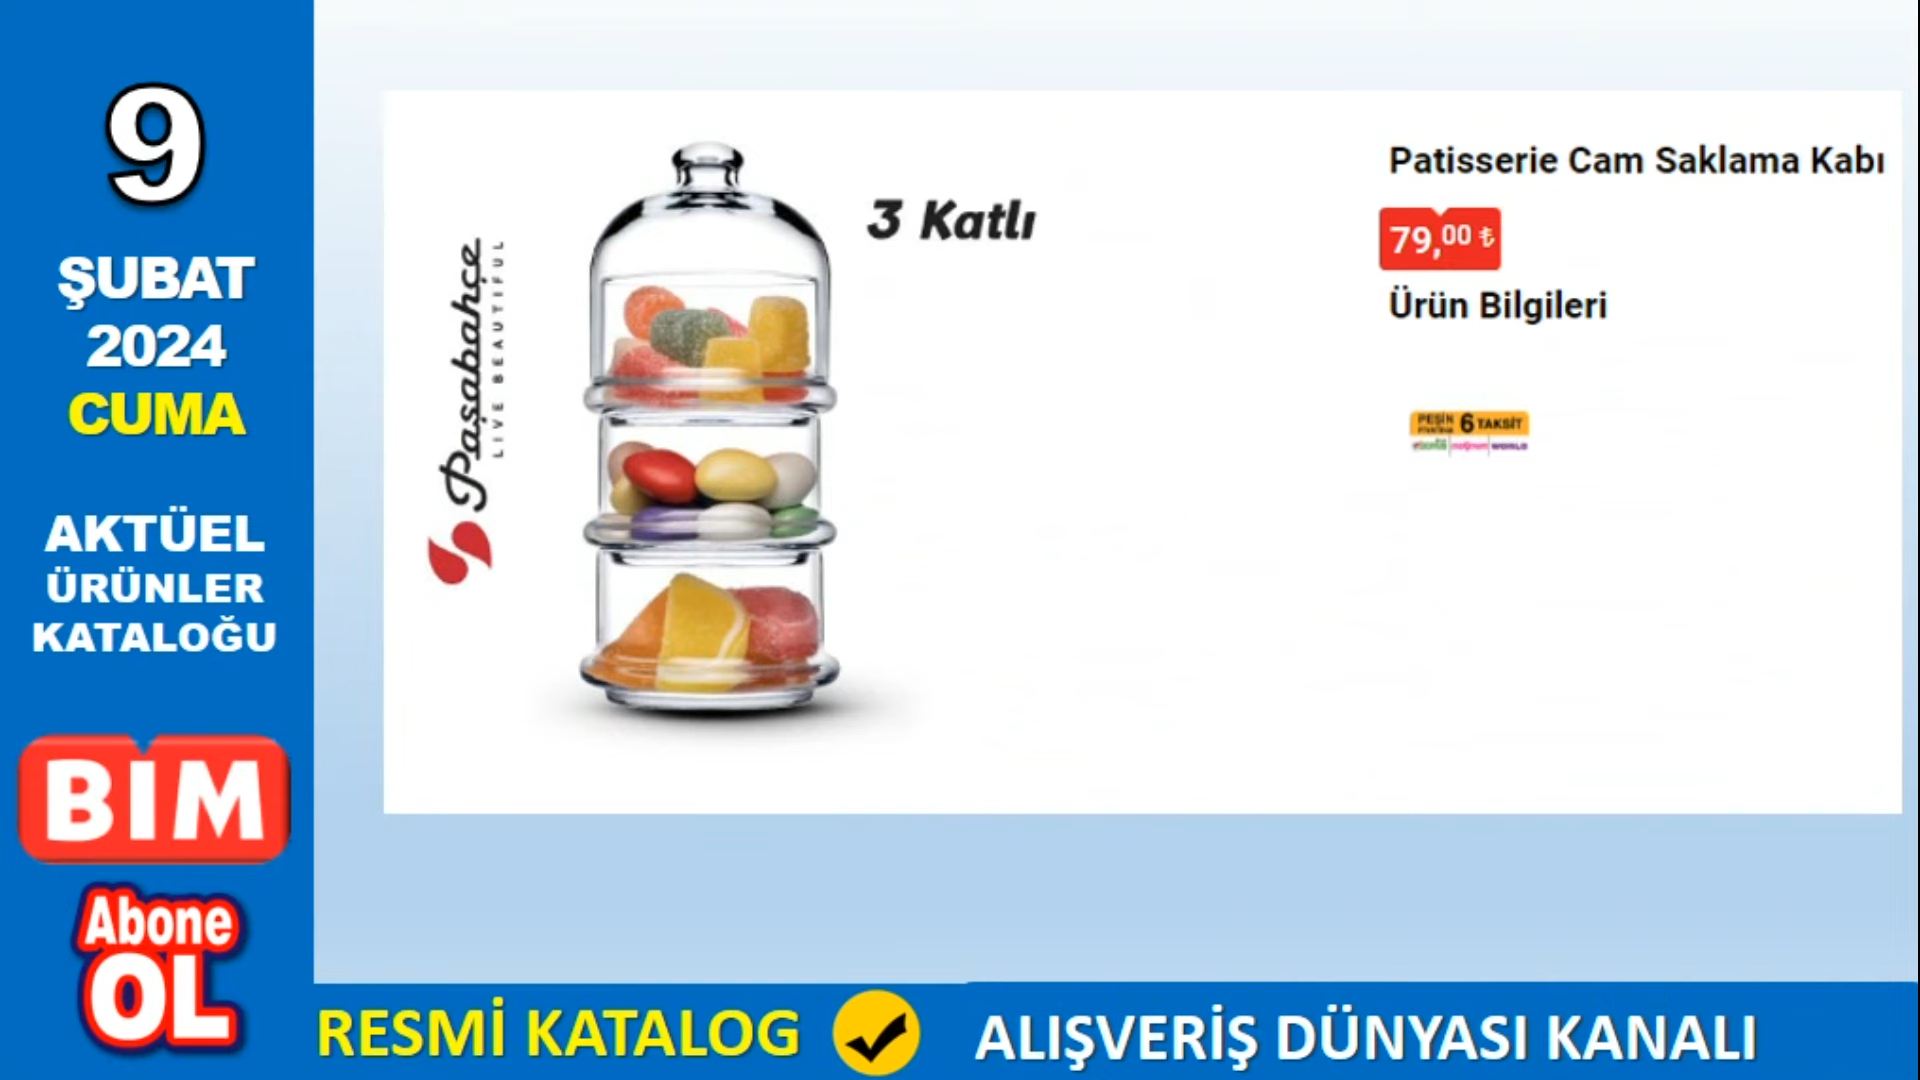 9
ŞUBAT
2024
CUMA
AKTÜEL
ÜRÜNLER
KATALOĞU
BIM
Abone
OL
Paşabahçe
LIVE BEAUTIFUL
3 Katlı
Patisserie Cam Saklama Kabı
79,00 ₺
Ürün Bilgileri
PEŞİN 6 TAKSİT
WORLD
RESMİ KATALOG
ALIŞVERİŞ DÜNYASI KANALI